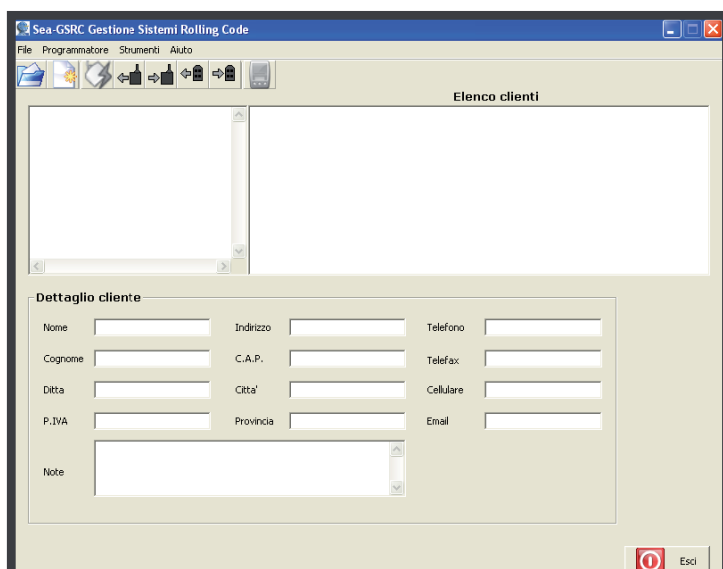 Sea-GSRC Gestione Sistemi Rolling Code
File Programmatore Strumenti Aiuto
Elenco clienti
Dettaglio cliente
Nome Indirizzo Telefono
Cognome C.A.P. Telefax
Ditta Citta' Cellulare
P.IVA Provincia Email
Note
Esci